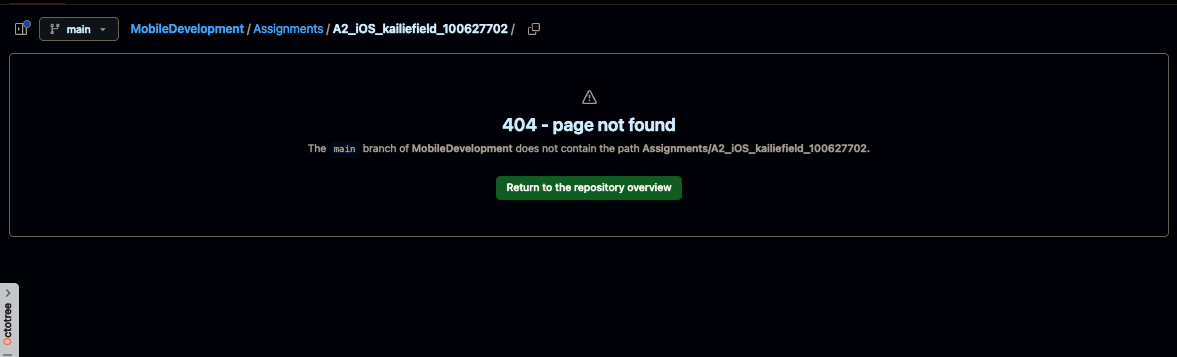 main
MobileDevelopment / Assignments / A2_iOS_kailiefield_100627702 /
404 - page not found
The main branch of MobileDevelopment does not contain the path Assignments/A2_iOS_kailiefield_100627702.
Return to the repository overview
Octotree